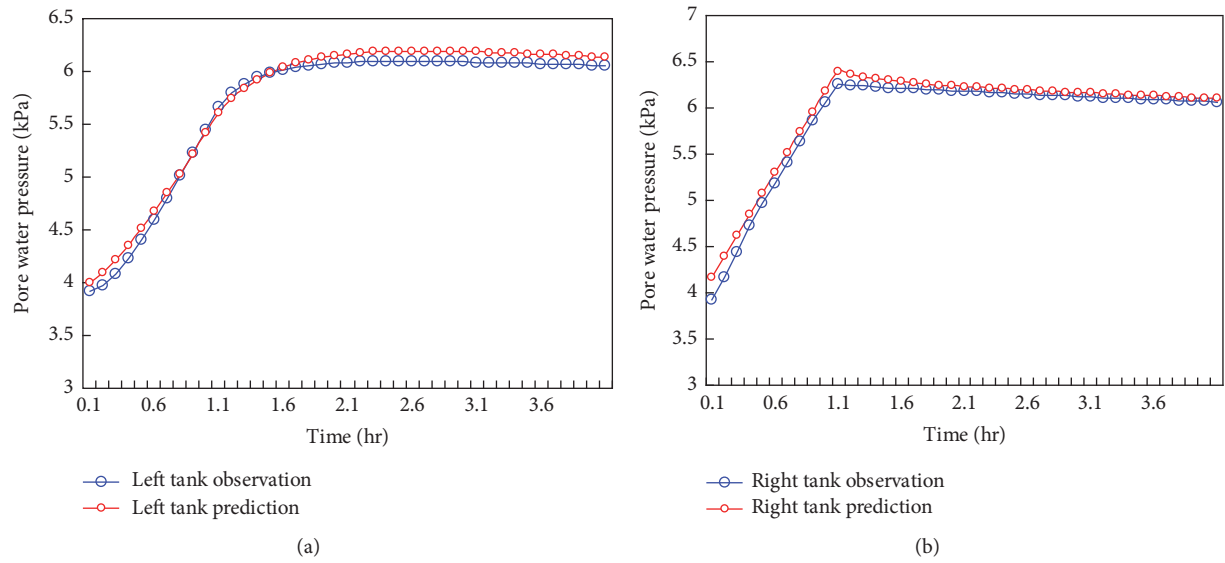 6.5
6
5.5
5
4.5
4
3.5
3
Pore water pressure (kPa)
0.1 0.6 1.1 1.6 2.1 2.6 3.1 3.6
Time (hr)
Left tank observation
Left tank prediction
(a)
7
6.5
6
5.5
5
4.5
4
3.5
3
Pore water pressure (kPa)
0.1 0.6 1.1 1.6 2.1 2.6 3.1 3.6
Time (hr)
Right tank observation
Right tank prediction
(b)